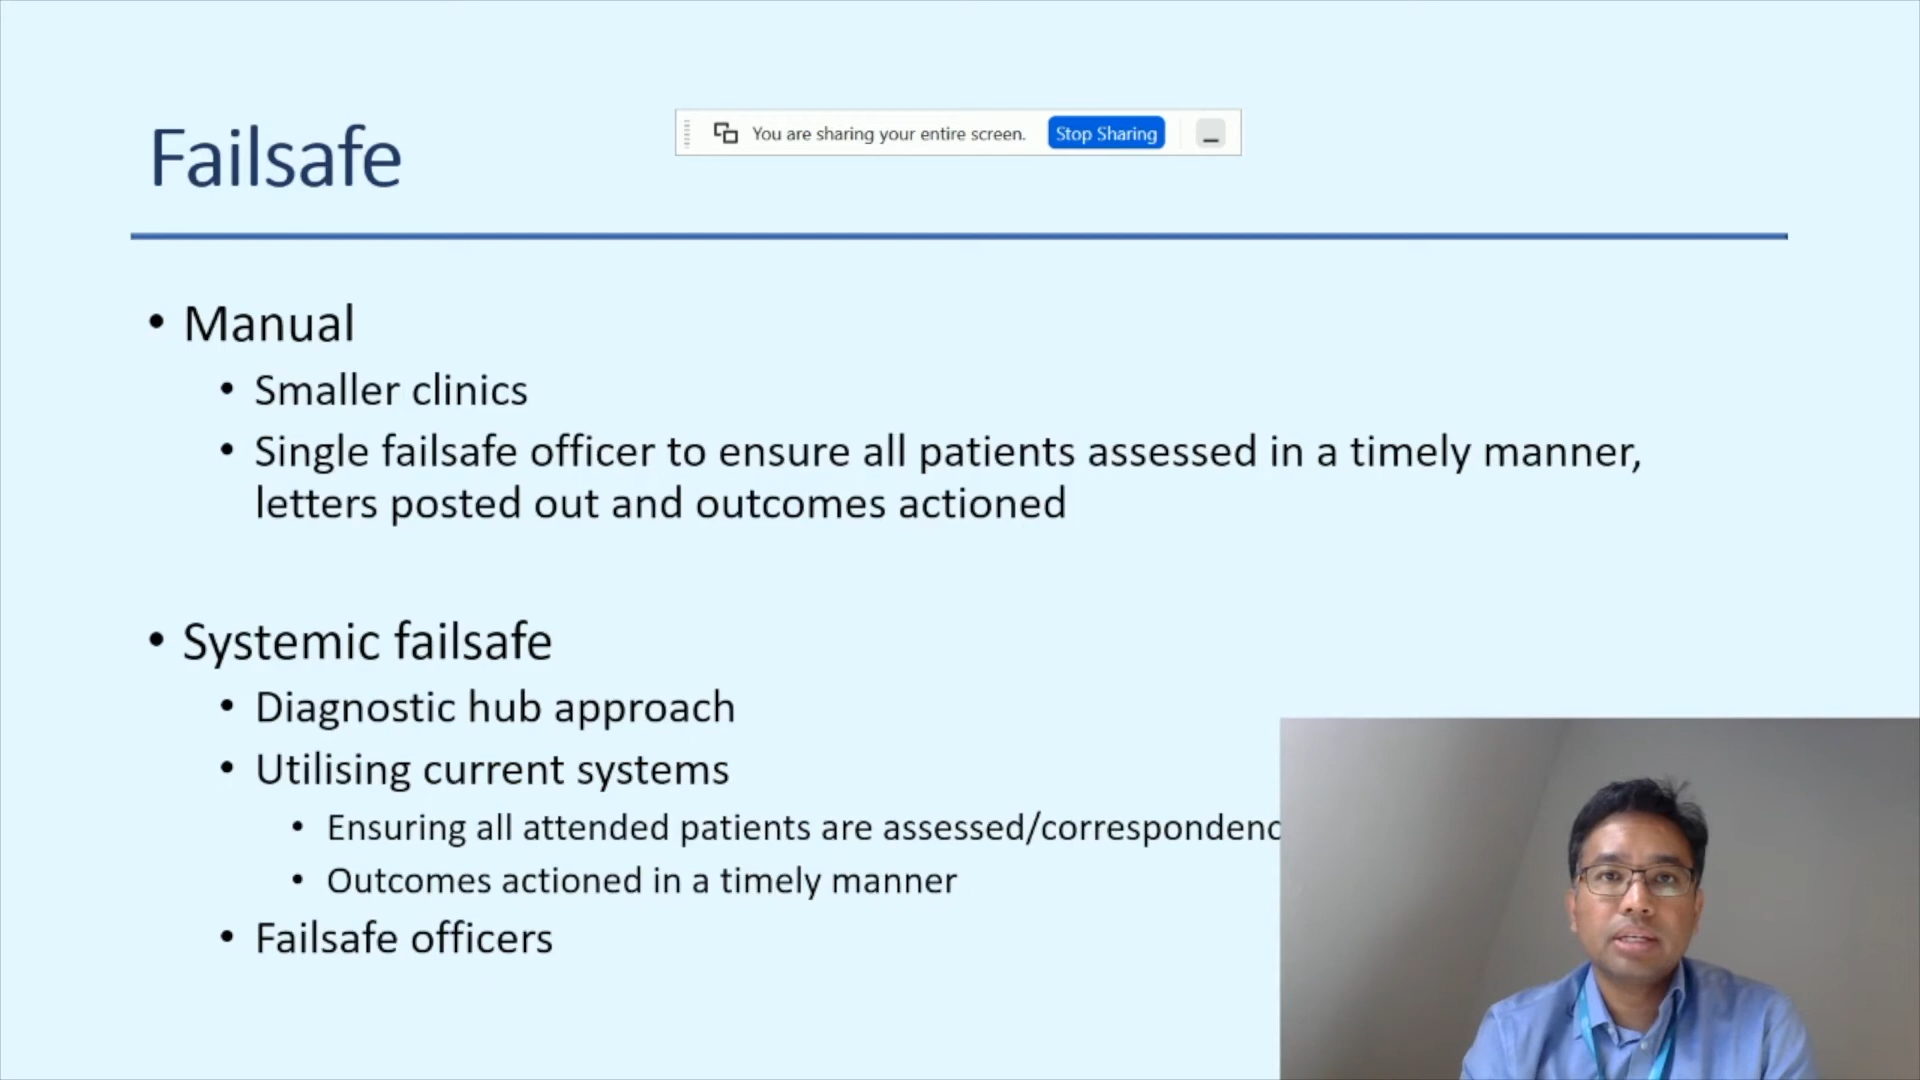 You are sharing your entire screen. Stop Sharing
Failsafe
• Manual
• Smaller clinics
• Single failsafe officer to ensure all patients assessed in a timely manner,
letters posted out and outcomes actioned
• Systemic failsafe
• Diagnostic hub approach
• Utilising current systems
• Ensuring all attended patients are
• Outcomes actioned in a timely manner
• Failsafe officers